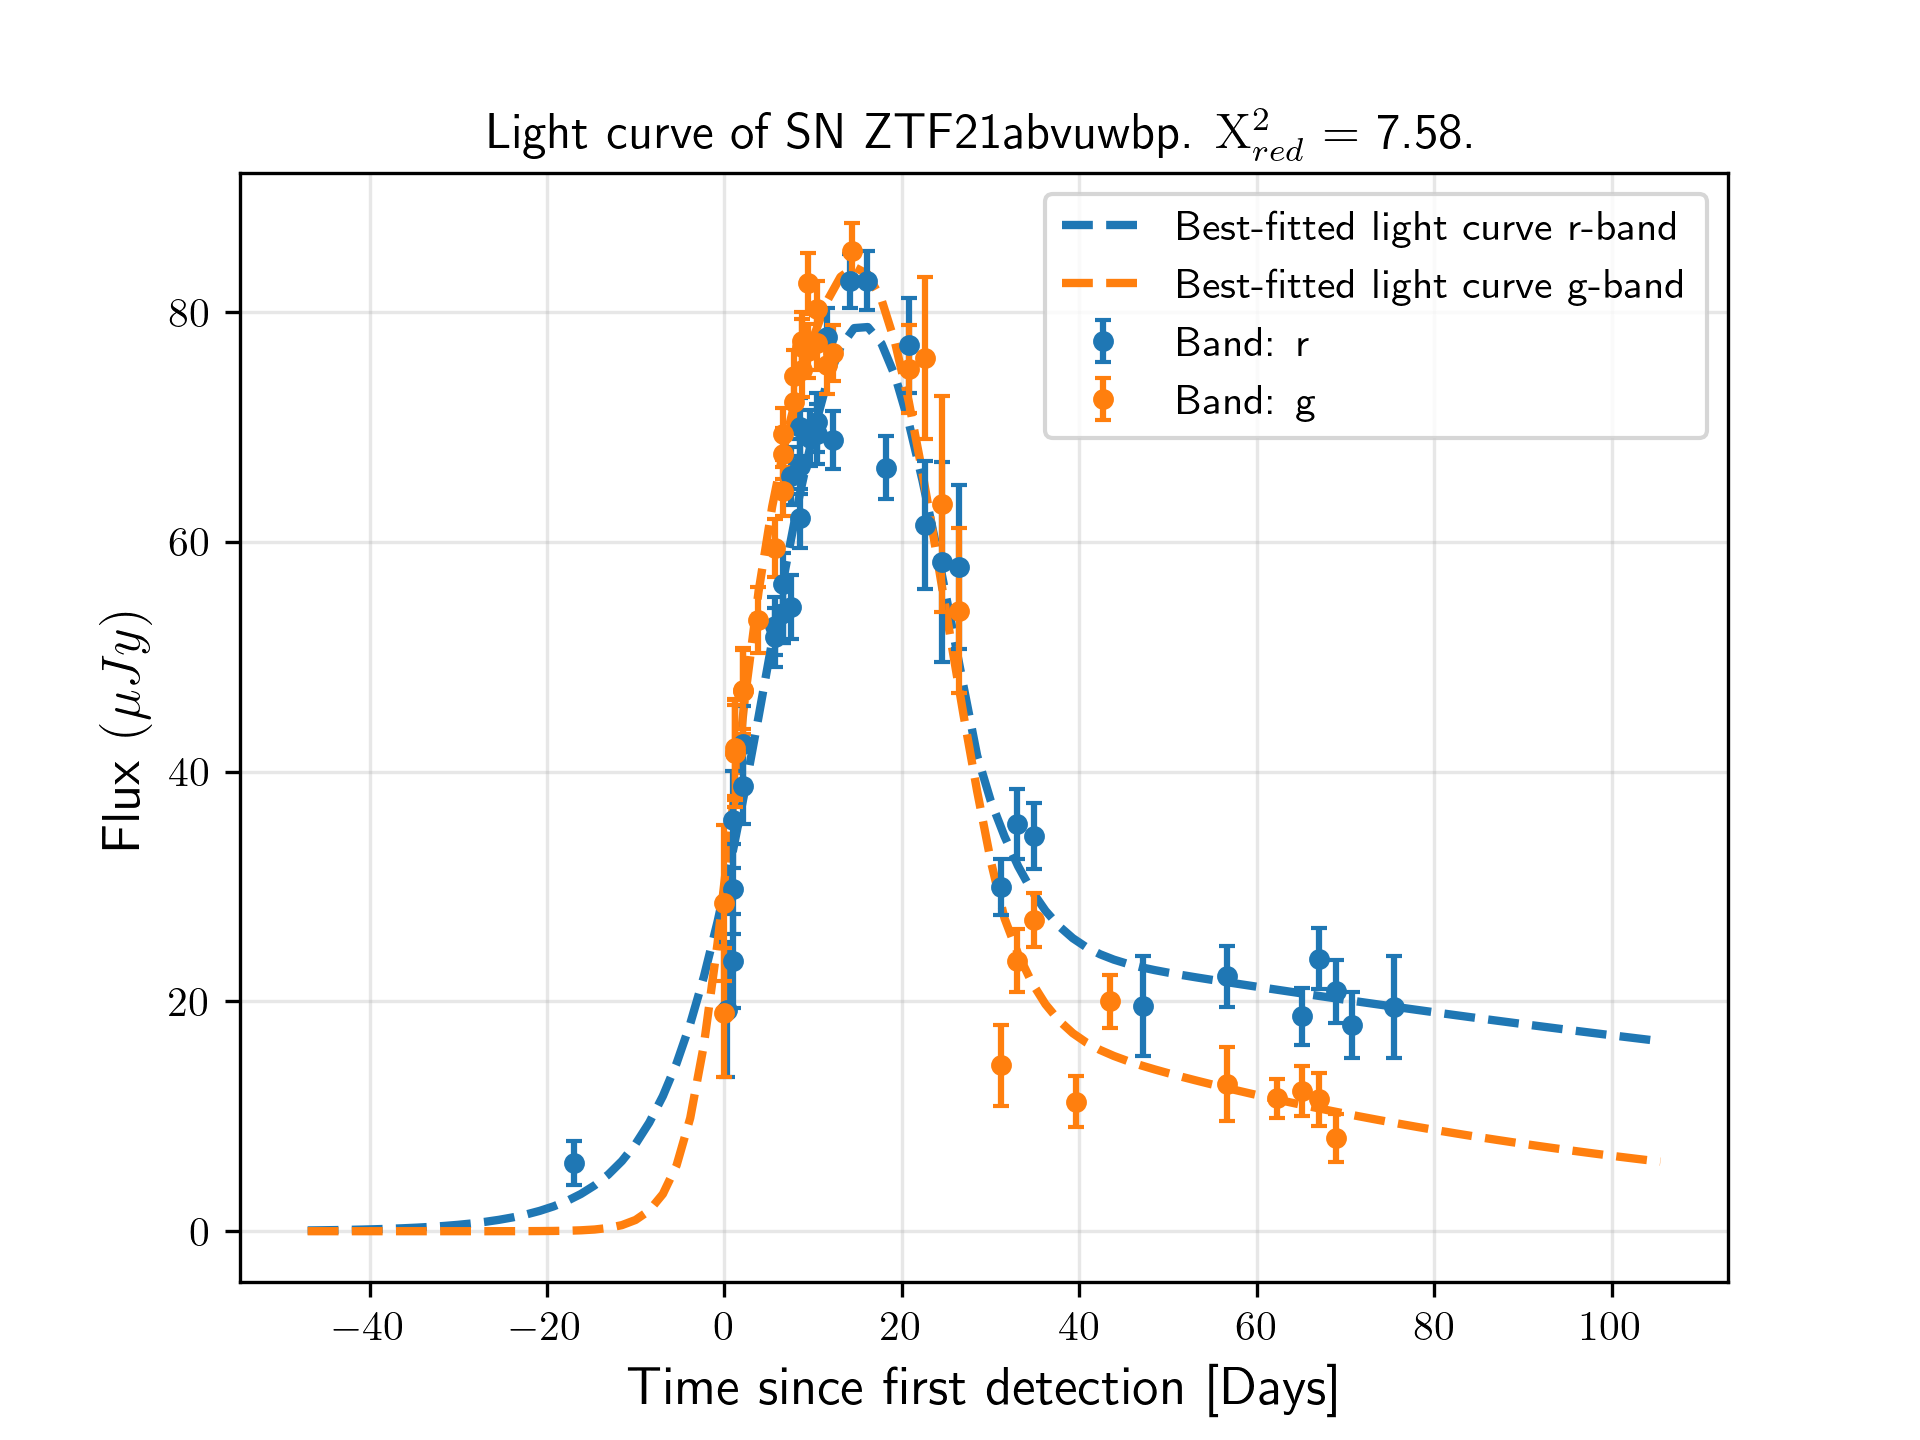 Light curve of SN ZTF21abvuwbp. X²_red = 7.58.
Best-fitted light curve r-band
Best-fitted light curve g-band
Band: r
Band: g
80
60
40
20
0
Flux (μJy)
−40 −20 0 20 40 60 80 100
Time since first detection [Days]